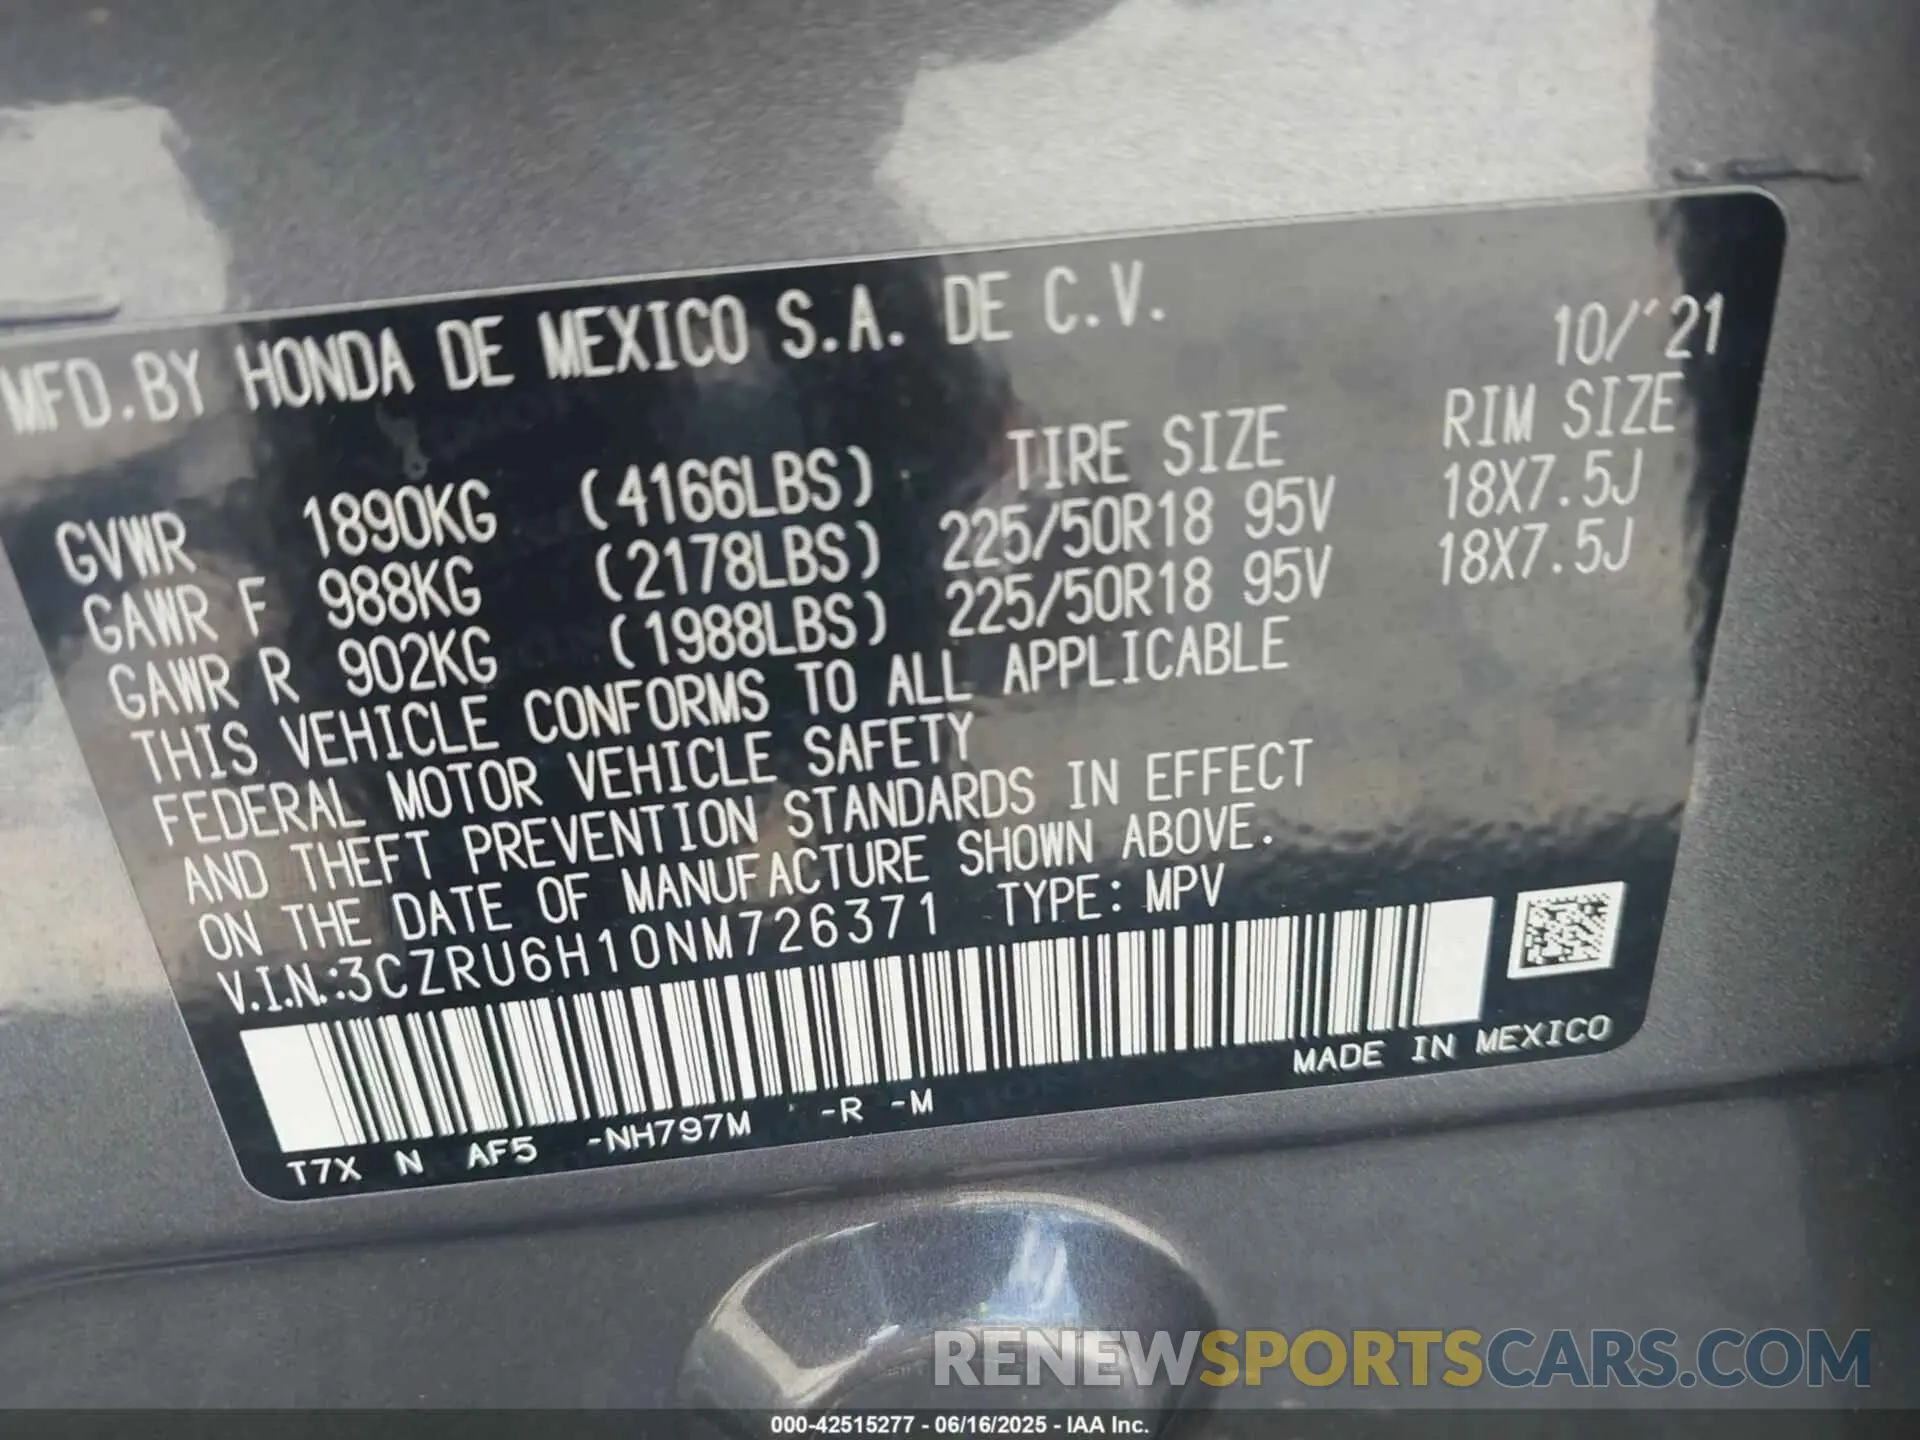 MFD.BY HONDA DE MEXICO S.A. DE C.V. 10/'21
TIRE SIZE RIM SIZE
GVWR 1890KG (4166LBS)
GAWR F 988KG (2178LBS) 225/50R18 95V 18X7.5J
GAWR R 902KG (1988LBS) 225/50R18 95V 18X7.5J
THIS VEHICLE CONFORMS TO ALL APPLICABLE
FEDERAL MOTOR VEHICLE SAFETY
AND THEFT PREVENTION STANDARDS IN EFFECT
ON THE DATE OF MANUFACTURE SHOWN ABOVE.
V.I.N.:3CZRU6H10NM726371 TYPE: MPV
MADE IN MEXICO
T7X N AF5 -NH797M -R -M
RENEWSPORTSCARS.COM
000-42515277 - 06/16/2025 - IAA Inc.